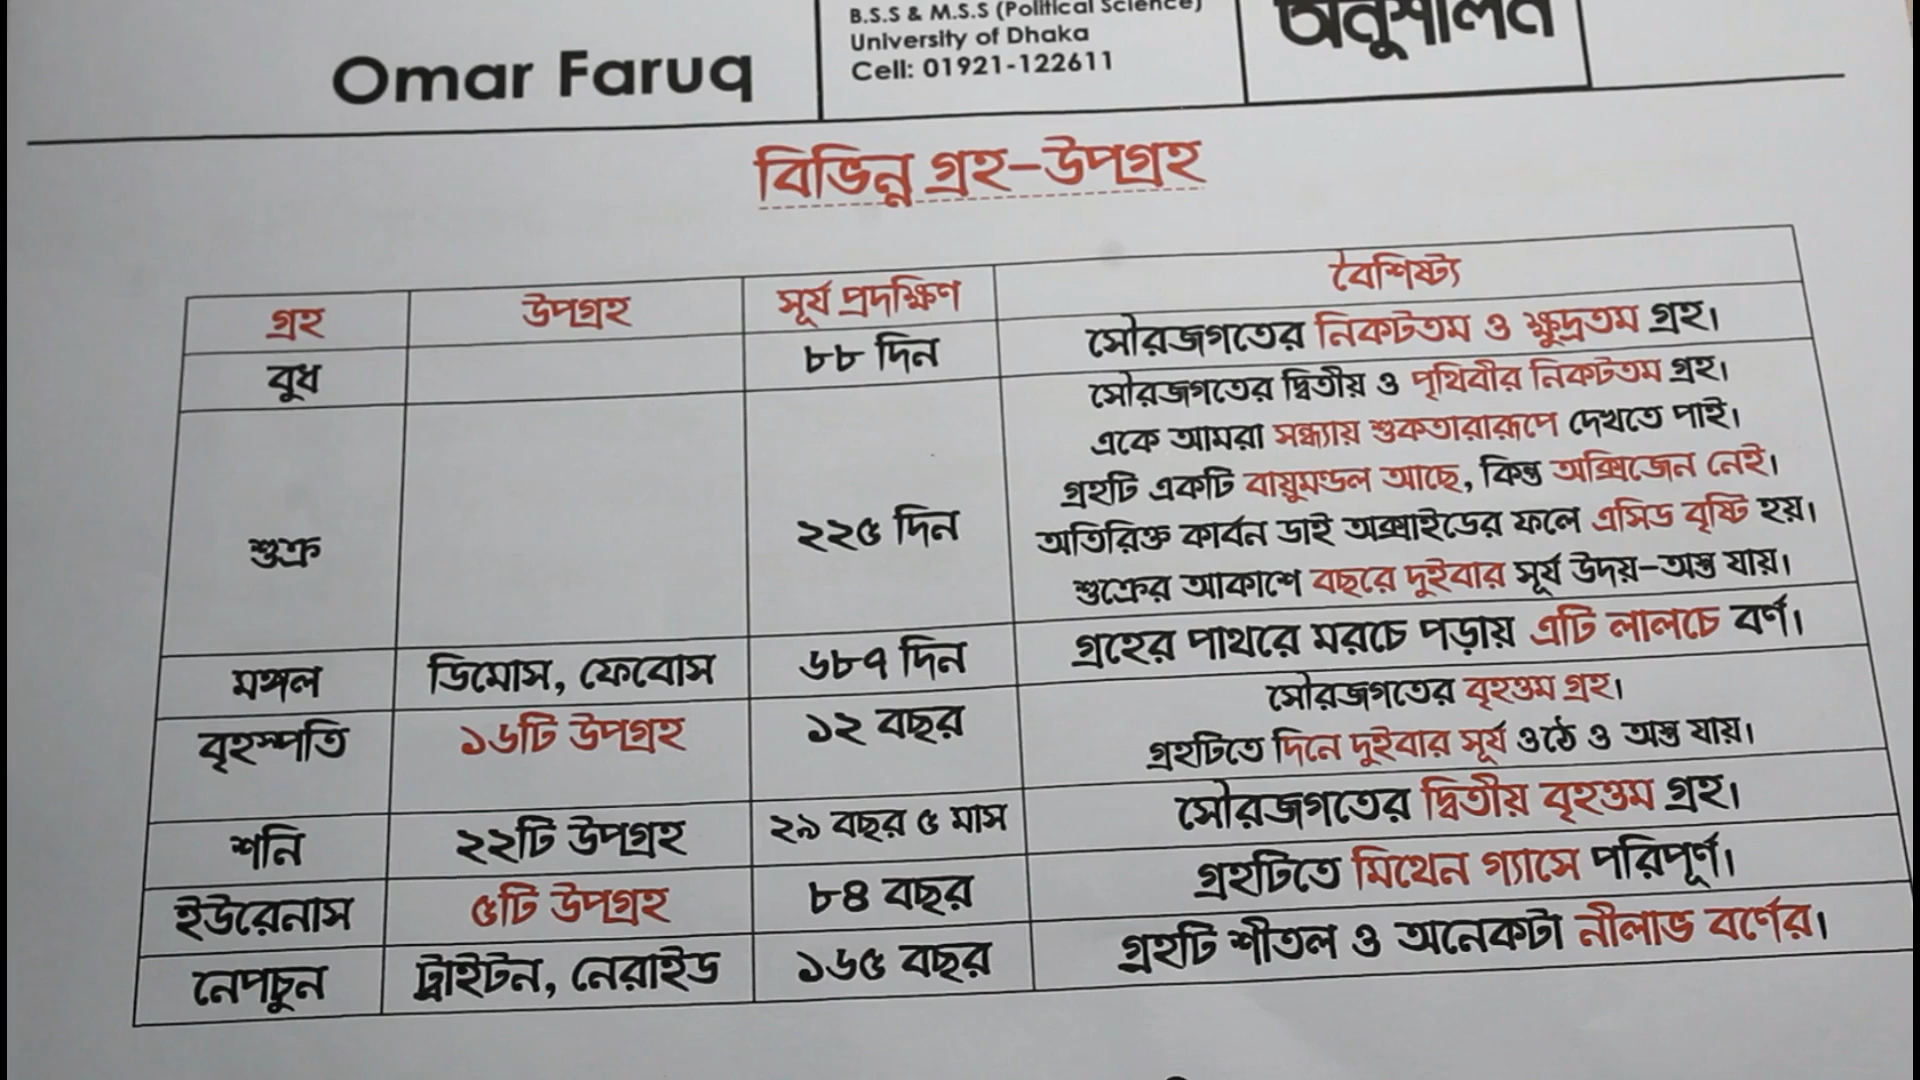 Omar Faruq
B.S.S & M.S.S (Political Science)
University of Dhaka
Cell: 01921-122611
অনুশীলন
বিভিন্ন গ্রহ-উপগ্রহ
গ্রহ উপগ্রহ সূর্য প্রদক্ষিণ বৈশিষ্ট্য
বুধ ৮৮ দিন সৌরজগতের নিকটতম ও ক্ষুদ্রতম গ্রহ।
সৌরজগতের দ্বিতীয় ও পৃথিবীর নিকটতম গ্রহ।
একে আমরা সন্ধ্যায় শুকতারারূপে দেখতে পাই।
গ্রহটি একটি বায়ুমন্ডল আছে, কিন্তু অক্সিজেন নেই।
শুক্র ২২৫ দিন অতিরিক্ত কার্বন ডাই অক্সাইডের ফলে এসিড বৃষ্টি হয়।
শুক্রের আকাশে বছরে দুইবার সূর্য উদয়-অস্ত যায়।
মঙ্গল ডিমোস, ফেবোস ৬৮৭ দিন গ্রহের পাথরে মরচে পড়ায় এটি লালচে বর্ণ।
বৃহস্পতি ১৬টি উপগ্রহ ১২ বছর সৌরজগতের বৃহত্তম গ্রহ।
গ্রহটিতে দিনে দুইবার সূর্য ওঠে ও অস্ত যায়।
শনি ২২টি উপগ্রহ ২৯ বছর ৫ মাস সৌরজগতের দ্বিতীয় বৃহত্তম গ্রহ।
ইউরেনাস ৫টি উপগ্রহ ৮৪ বছর গ্রহটিতে মিথেন গ্যাসে পরিপূর্ণ।
নেপচুন ট্রাইটন, নেরাইড ১৬৫ বছর গ্রহটি শীতল ও অনেকটা নীলাভ বর্ণের।